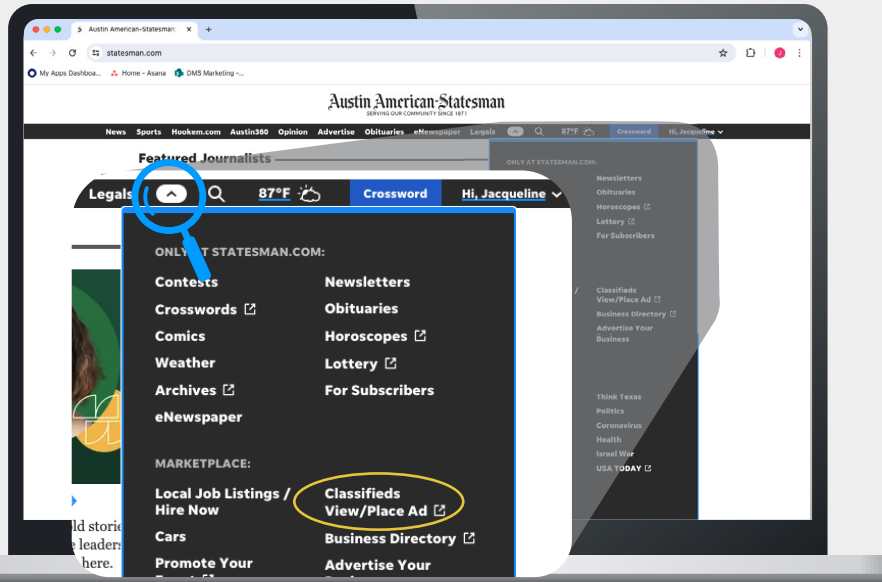 Austin American-Statesman:
statesman.com
My Apps Dashboa...
Home - Asana
DMS Marketing -...
Austin American-Statesman
SERVING OUR COMMUNITY SINCE 1871
News Sports Hookem.com Austin360 Opinion Advertise Obituaries eNewspaper Legals 87°F Crossword Hi, Jacqueline
Featured Journalists
ONLY AT STATESMAN.COM:
Newsletters
Obituaries
Horoscopes
Lottery
For Subscribers
/
Classifieds
View/Place Ad
Business Directory
Advertise Your
Business
Think Texas
Politics
Coronavirus
Health
Israel War
USA TODAY
Legals 87°F Crossword Hi, Jacqueline
ONLY AT STATESMAN.COM:
Contests
Crosswords
Comics
Weather
Archives
eNewspaper
Newsletters
Obituaries
Horoscopes
Lottery
For Subscribers
MARKETPLACE:
Local Job Listings /
Hire Now
Cars
Promote Your
Classifieds
View/Place Ad
Business Directory
Advertise Your
ld storie
leaders
here.